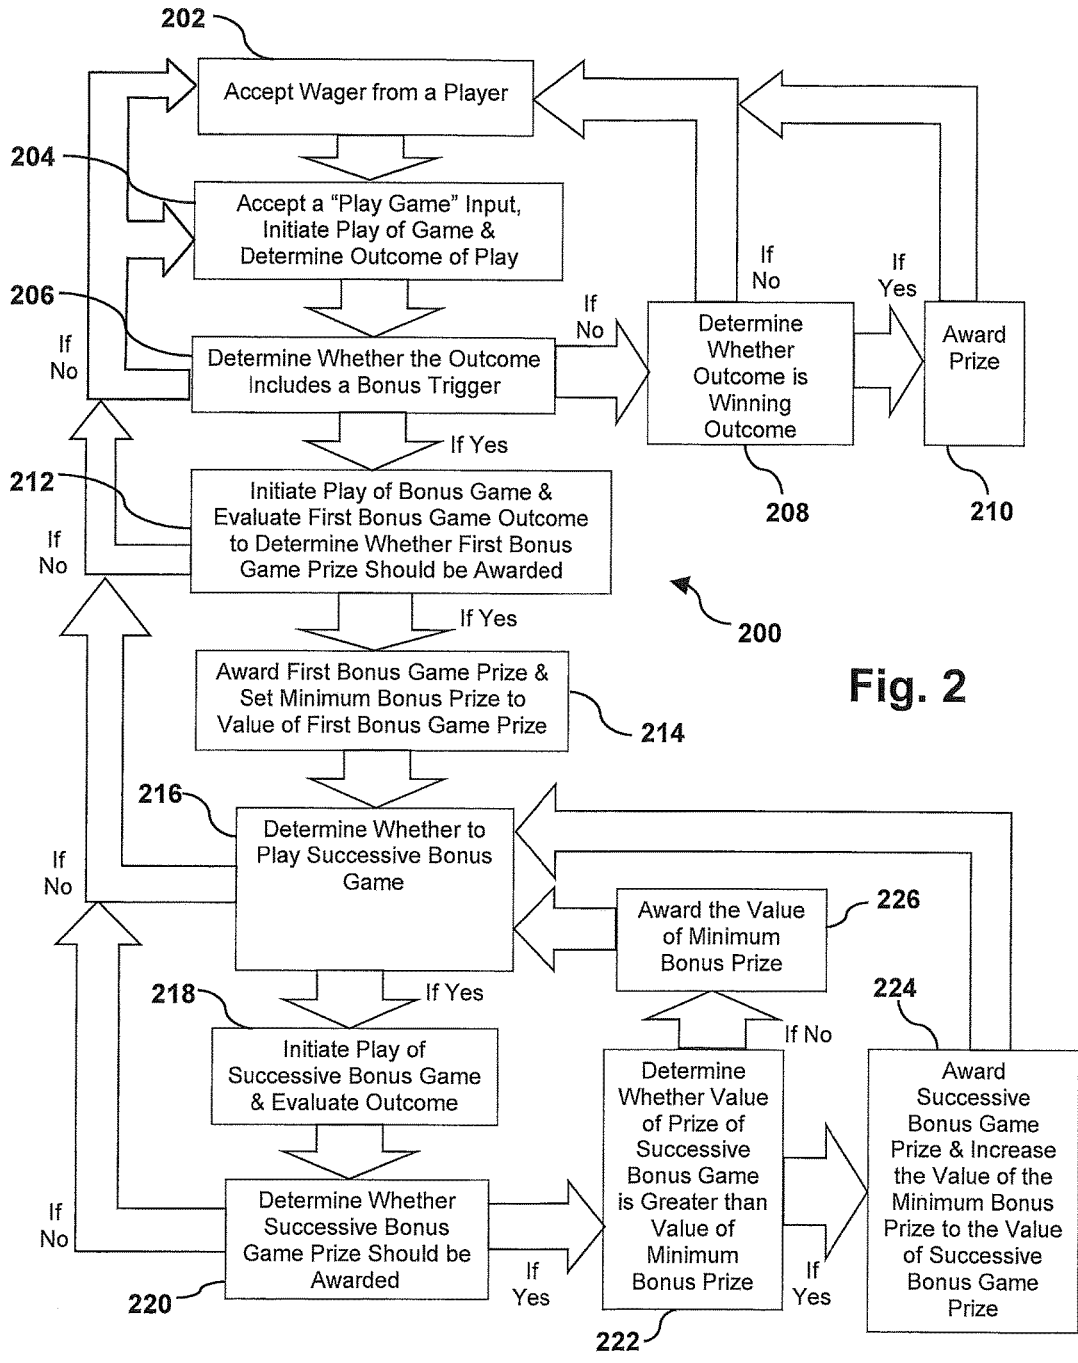 202
Accept Wager from a Player
204
Accept a “Play Game” Input,
Initiate Play of Game &
Determine Outcome of Play
206
If
No
Determine Whether the Outcome
Includes a Bonus Trigger
If
No
If
No
Determine
Whether
Outcome is
Winning
Outcome
208
If
Yes
Award
Prize
210
If Yes
212
If
No
Initiate Play of Bonus Game &
Evaluate First Bonus Game Outcome
to Determine Whether First Bonus
Game Prize Should be Awarded
200
If Yes
Fig. 2
Award First Bonus Game Prize &
Set Minimum Bonus Prize to
Value of First Bonus Game Prize
214
216
If
No
Determine Whether to
Play Successive Bonus
Game
Award the Value
of Minimum
Bonus Prize
226
If Yes
218
Initiate Play of
Successive Bonus Game
& Evaluate Outcome
If No
224
If
No
Determine Whether
Successive Bonus
Game Prize Should be
Awarded
220
If
Yes
Determine
Whether Value
of Prize of
Successive
Bonus Game
is Greater than
Value of
Minimum
Bonus Prize
222
If
Yes
Award
Successive
Bonus Game
Prize & Increase
the Value of the
Minimum Bonus
Prize to the Value
of Successive
Bonus Game
Prize